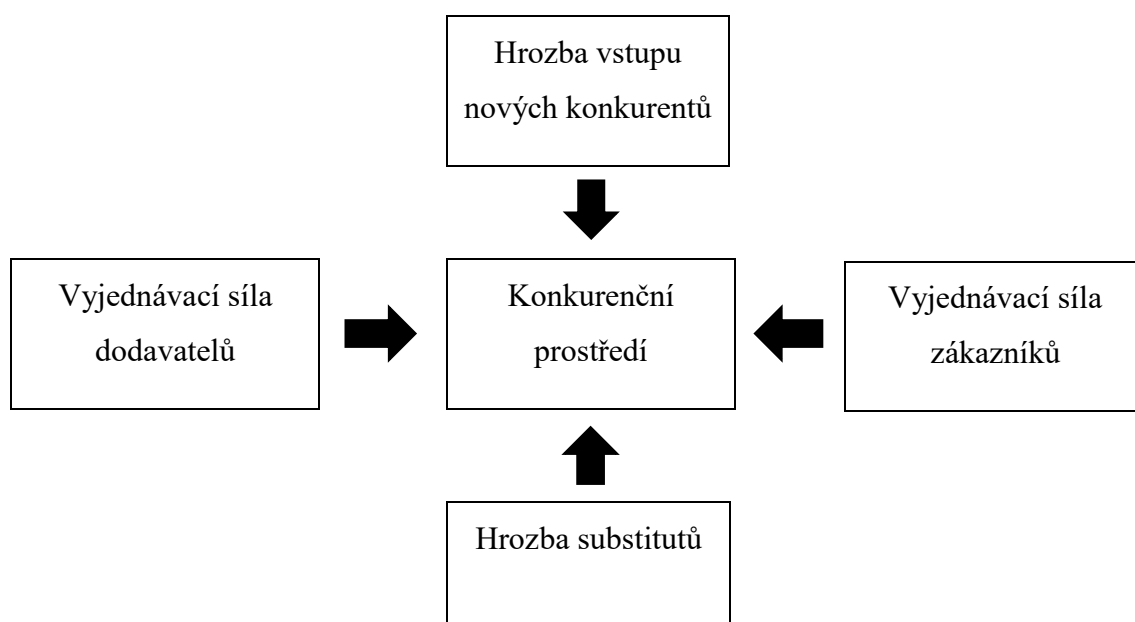 Hrozba vstupu
nových konkurentů
Vyjednávací síla
dodavatelů
Konkurenční
prostředí
Vyjednávací síla
zákazníků
Hrozba substitutů